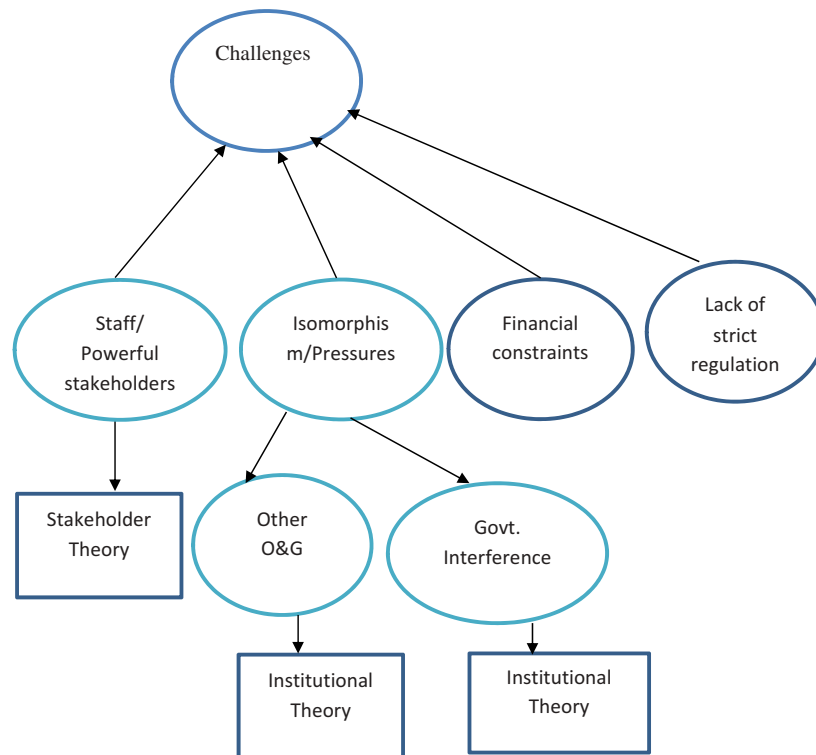 Challenges
Staff/
Powerful
stakeholders
Isomorphis
m/Pressures
Financial
constraints
Lack of
strict
regulation
Stakeholder
Theory
Other
O&G
Govt.
Interference
Institutional
Theory
Institutional
Theory